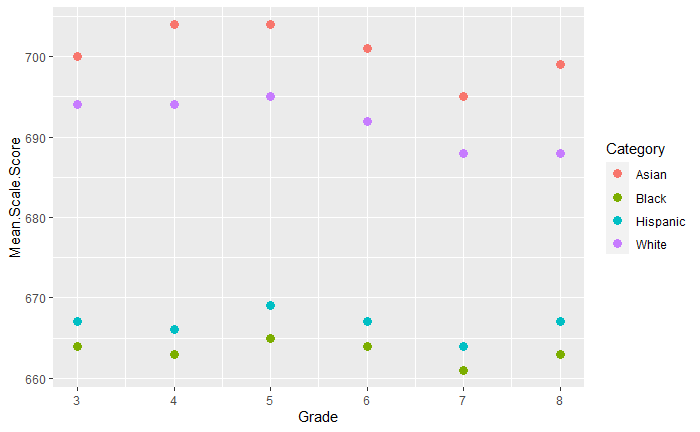 700
690
680
670
660
Mean.Scale.Score
3 4 5 6 7 8
Grade
Category
Asian
Black
Hispanic
White